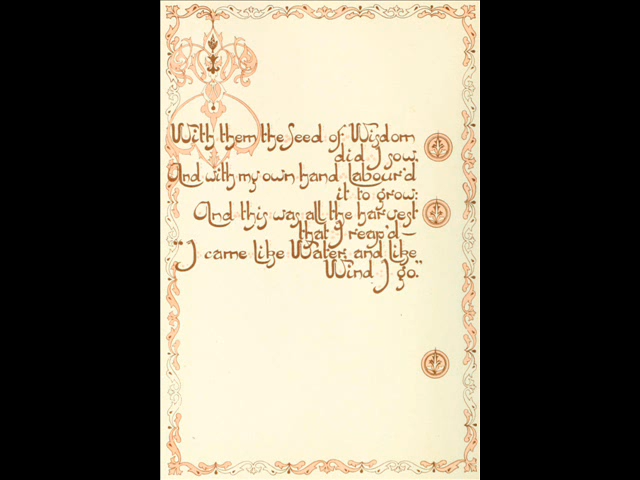 With them the Seed of Wisdom
did I sow,
And with my own hand Labour'd
it to grow:
And this was all the harvest
that I reap'd—
"I came like Water, and like
Wind I go."